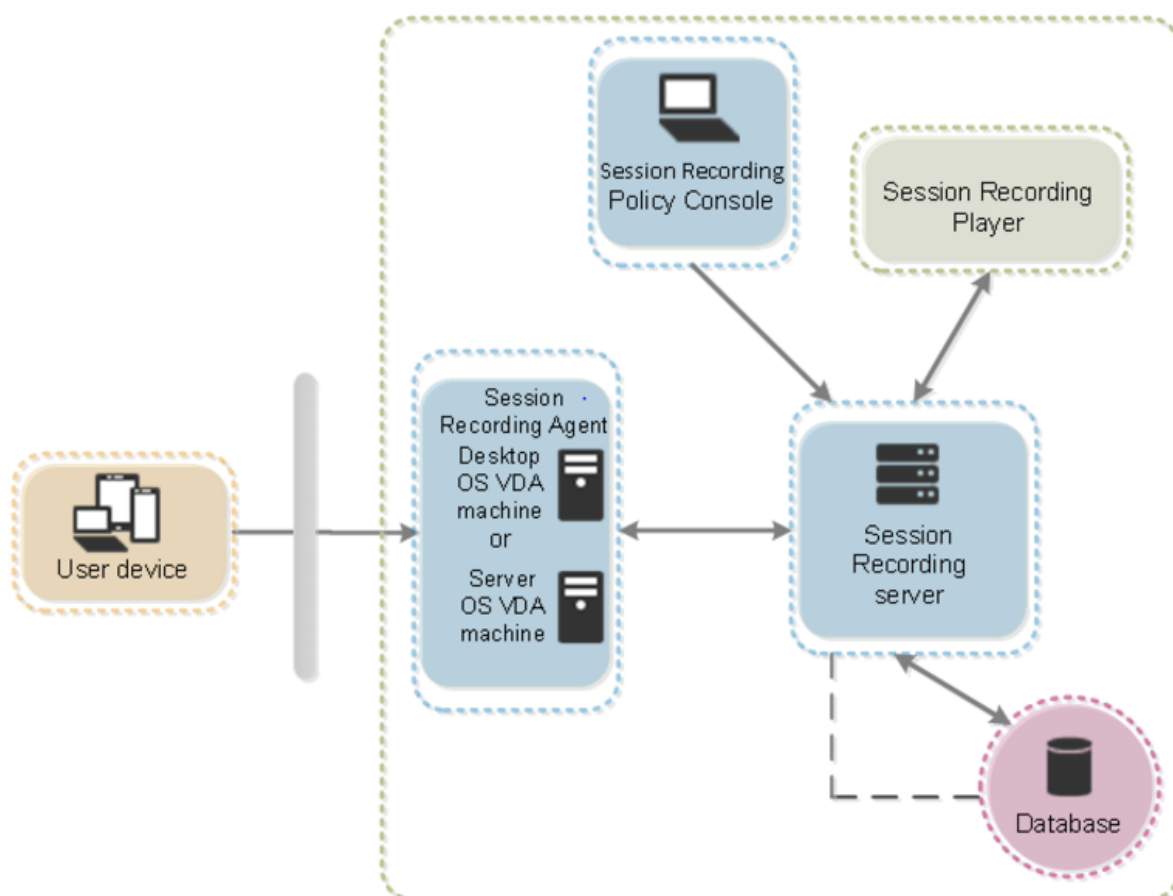 Session Recording
Policy Console
Session Recording
Player
Session
Recording Agent
Desktop
OS VDA
machine
or
Server
OS VDA
machine
User device
Session
Recording
server
Database